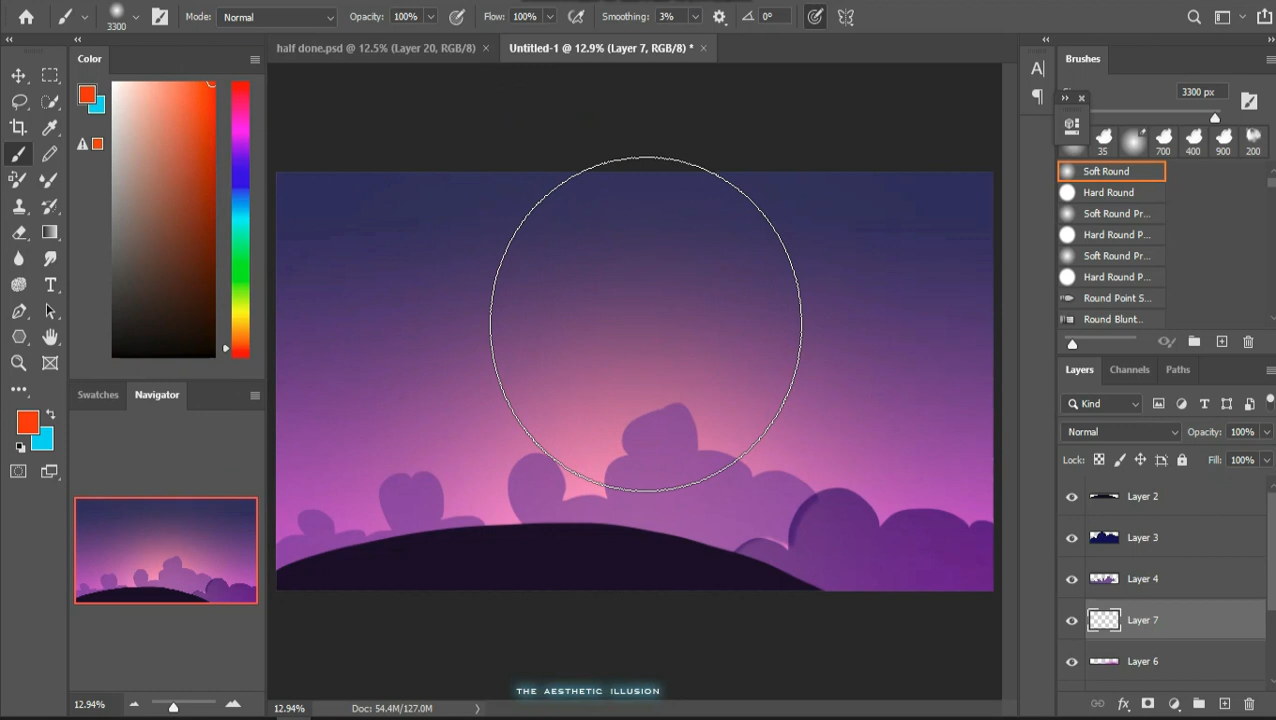 3300
Mode: Normal
Opacity: 100%
Flow: 100%
Smoothing: 3%
0°
half done.psd @ 12.5% (Layer 20, RGB/8) ×
Untitled-1 @ 12.9% (Layer 7, RGB/8) * ×
Color
Swatches
Navigator
12.94%
12.94%
Doc: 54.4M/127.0M
THE AESTHETIC ILLUSION
Brushes
3300 px
35
700
400
900
200
Soft Round
Hard Round
Soft Round Pr...
Hard Round P...
Soft Round Pr...
Hard Round P...
Round Point S...
Round Blunt...
Layers
Channels
Paths
Kind
Normal
Opacity: 100%
Lock:
Fill: 100%
Layer 2
Layer 3
Layer 4
Layer 7
Layer 6